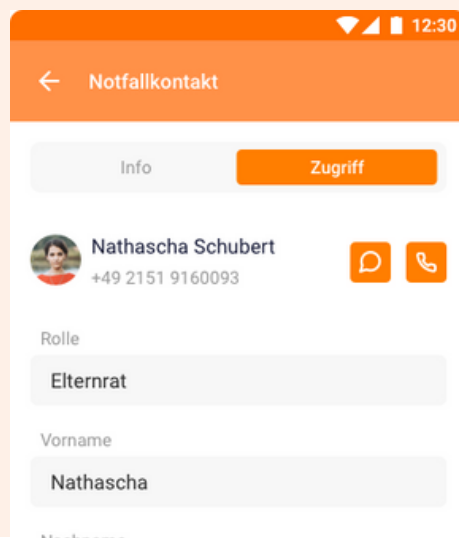 12:30
Notfallkontakt
Info Zugriff
Nathascha Schubert
+49 2151 9160093
Rolle
Elternrat
Vorname
Nathascha